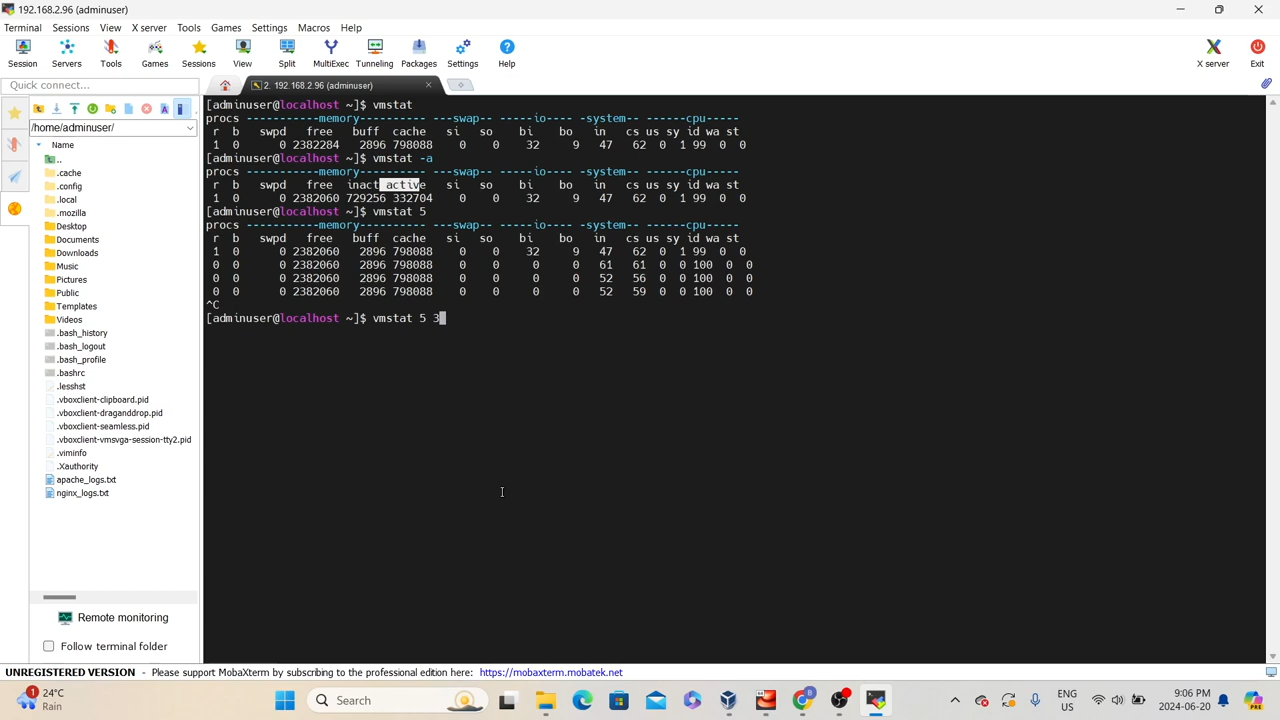 192.168.2.96 (adminuser)
Terminal Sessions View X server Tools Games Settings Macros Help
Session Servers Tools Games Sessions View Split MultiExec Tunneling Packages Settings Help X server Exit
Quick connect...
2. 192.168.2.96 (adminuser)
/home/adminuser/
Name
..
.cache
.config
.local
.mozilla
Desktop
Documents
Downloads
Music
Pictures
Public
Templates
Videos
.bash_history
.bash_logout
.bash_profile
.bashrc
.lesshst
.vboxclient-clipboard.pid
.vboxclient-draganddrop.pid
.vboxclient-seamless.pid
.vboxclient-vmsvga-session-tty2.pid
.viminfo
.Xauthority
apache_logs.txt
nginx_logs.txt
Remote monitoring
Follow terminal folder
[adminuser@localhost ~]$ vmstat
procs -----------memory---------- ---swap-- -----io---- -system-- ------cpu-----
r b swpd free buff cache si so bi bo in cs us sy id wa st
1 0 0 2382284 2896 798088 0 0 32 9 47 62 0 1 99 0 0
[adminuser@localhost ~]$ vmstat -a
procs -----------memory---------- ---swap-- -----io---- -system-- ------cpu-----
r b swpd free inact active si so bi bo in cs us sy id wa st
1 0 0 2382060 729256 332704 0 0 32 9 47 62 0 1 99 0 0
[adminuser@localhost ~]$ vmstat 5
procs -----------memory---------- ---swap-- -----io---- -system-- ------cpu-----
r b swpd free buff cache si so bi bo in cs us sy id wa st
1 0 0 2382060 2896 798088 0 0 32 9 47 62 0 1 99 0 0
0 0 0 2382060 2896 798088 0 0 0 0 61 61 0 0 100 0 0
0 0 0 2382060 2896 798088 0 0 0 0 52 56 0 0 100 0 0
0 0 0 2382060 2896 798088 0 0 0 0 52 59 0 0 100 0 0
^C
[adminuser@localhost ~]$ vmstat 5 3
UNREGISTERED VERSION - Please support MobaXterm by subscribing to the professional edition here: https://mobaxterm.mobatek.net
1
24°C
Rain
Search
ENG
US
9:06 PM
2024-06-20